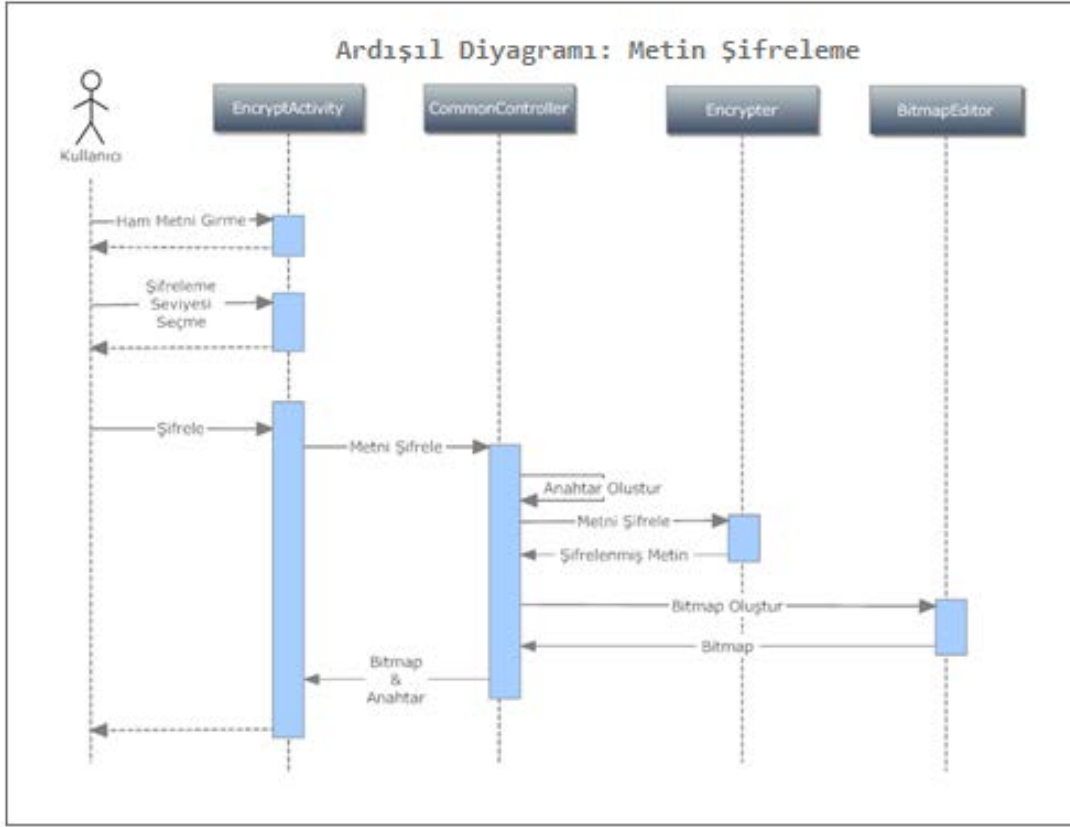 Ardışıl Diyagramı: Metin Şifreleme
EncryptActivity
CommonController
Encrypter
BitmapEditor
Kullanıcı
Ham Metni Girme
Şifreleme
Seviyesi
Seçme
Şifrele
Metni Şifrele
Anahtar Olustur
Metni Şifrele
Şifrelenmiş Metin
Bitmap Oluştur
Bitmap
Bitmap
&
Anahtar